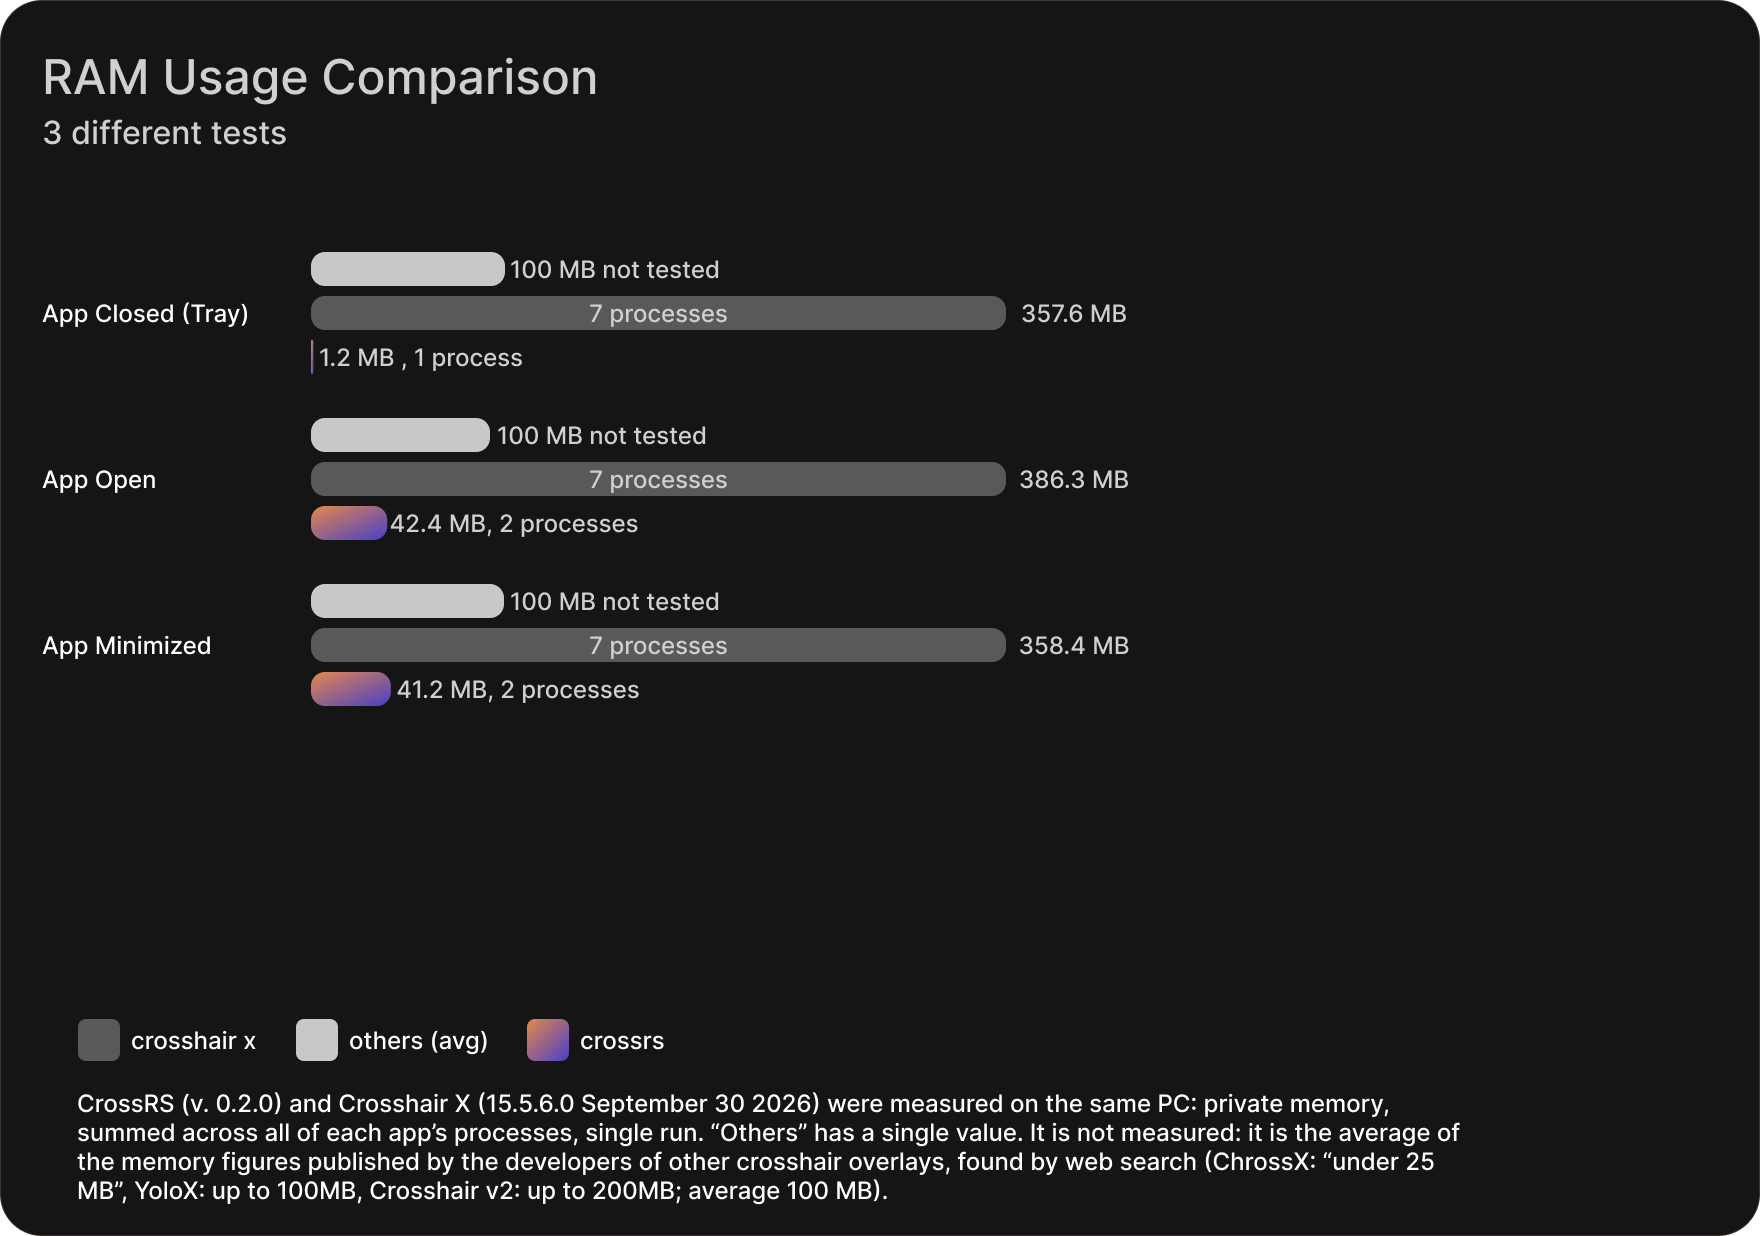 RAM Usage Comparison
3 different tests
100 MB not tested
App Closed (Tray)
7 processes
357.6 MB
1.2 MB , 1 process
100 MB not tested
App Open
7 processes
386.3 MB
42.4 MB, 2 processes
100 MB not tested
App Minimized
7 processes
358.4 MB
41.2 MB, 2 processes
crosshair x
others (avg)
crossrs
CrossRS (v. 0.2.0) and Crosshair X (15.5.6.0 September 30 2026) were measured on the same PC: private memory,
summed across all of each app’s processes, single run. “Others” has a single value. It is not measured: it is the average of
the memory figures published by the developers of other crosshair overlays, found by web search (ChrossX: “under 25
MB”, YoloX: up to 100MB, Crosshair v2: up to 200MB; average 100 MB).